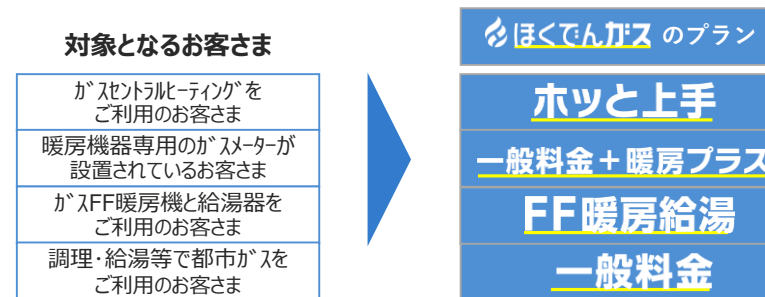 対象となるお客さま
ガスセントラルヒーティングを
ご利用のお客さま
暖房機器専用のガスメーターが
設置されているお客さま
ガスFF暖房機と給湯器を
ご利用のお客さま
調理・給湯等で都市ガスを
ご利用のお客さま
ほくでんガス のプラン
ホッと上手
一般料金＋暖房プラス
FF暖房給湯
一般料金